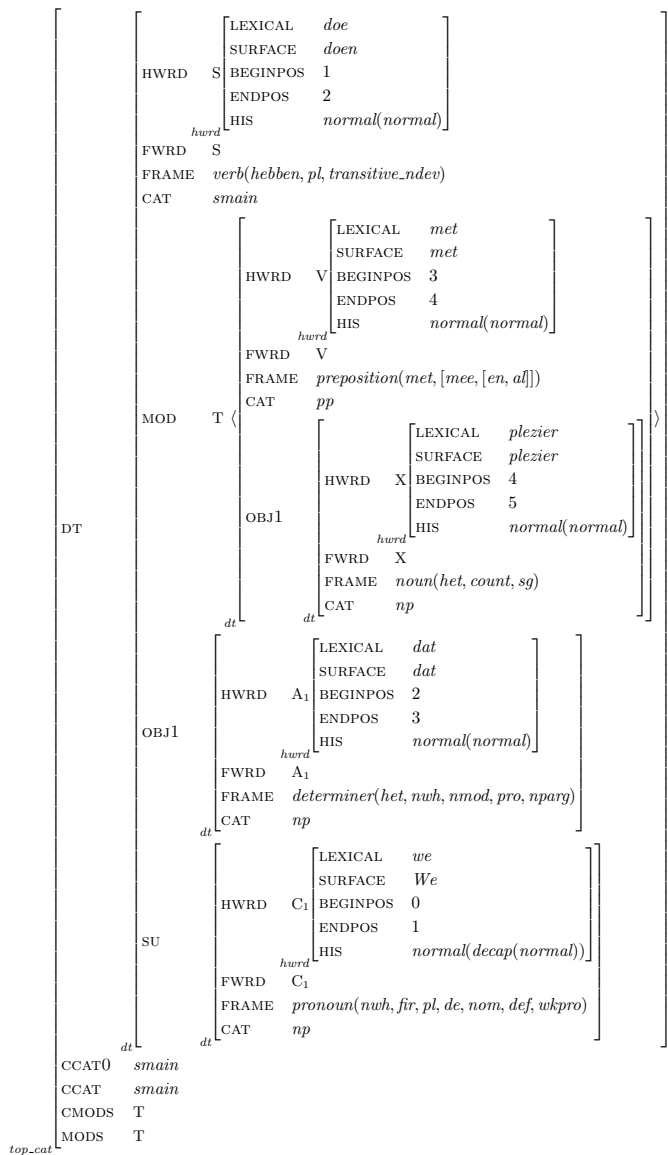 LEXICAL doe
SURFACE doen
HWRD S BEGINPOS 1
ENDPOS 2
HIS normal(normal)
hwrd
FWRD S
FRAME verb(hebben, pl, transitive_ndev)
CAT smain
LEXICAL met
SURFACE met
HWRD V BEGINPOS 3
ENDPOS 4
HIS normal(normal)
hwrd
FWRD V
FRAME preposition(met, [mee, [en, al]])
CAT pp
MOD T ⟨ ⟩
LEXICAL plezier
SURFACE plezier
HWRD X BEGINPOS 4
ENDPOS 5
OBJ1
HIS normal(normal)
DT
hwrd
FWRD X
FRAME noun(het, count, sg)
CAT np
dt dt
LEXICAL dat
SURFACE dat
HWRD A₁ BEGINPOS 2
ENDPOS 3
OBJ1
HIS normal(normal)
hwrd
FWRD A₁
FRAME determiner(het, nwh, nmod, pro, nparg)
dt CAT np
LEXICAL we
SURFACE We
HWRD C₁ BEGINPOS 0
ENDPOS 1
SU
HIS normal(decap(normal))
hwrd
FWRD C₁
FRAME pronoun(nwh, fir, pl, de, nom, def, wkpro)
CAT np
dt dt
CCAT0 smain
CCAT smain
CMODS T
MODS T
top_cat